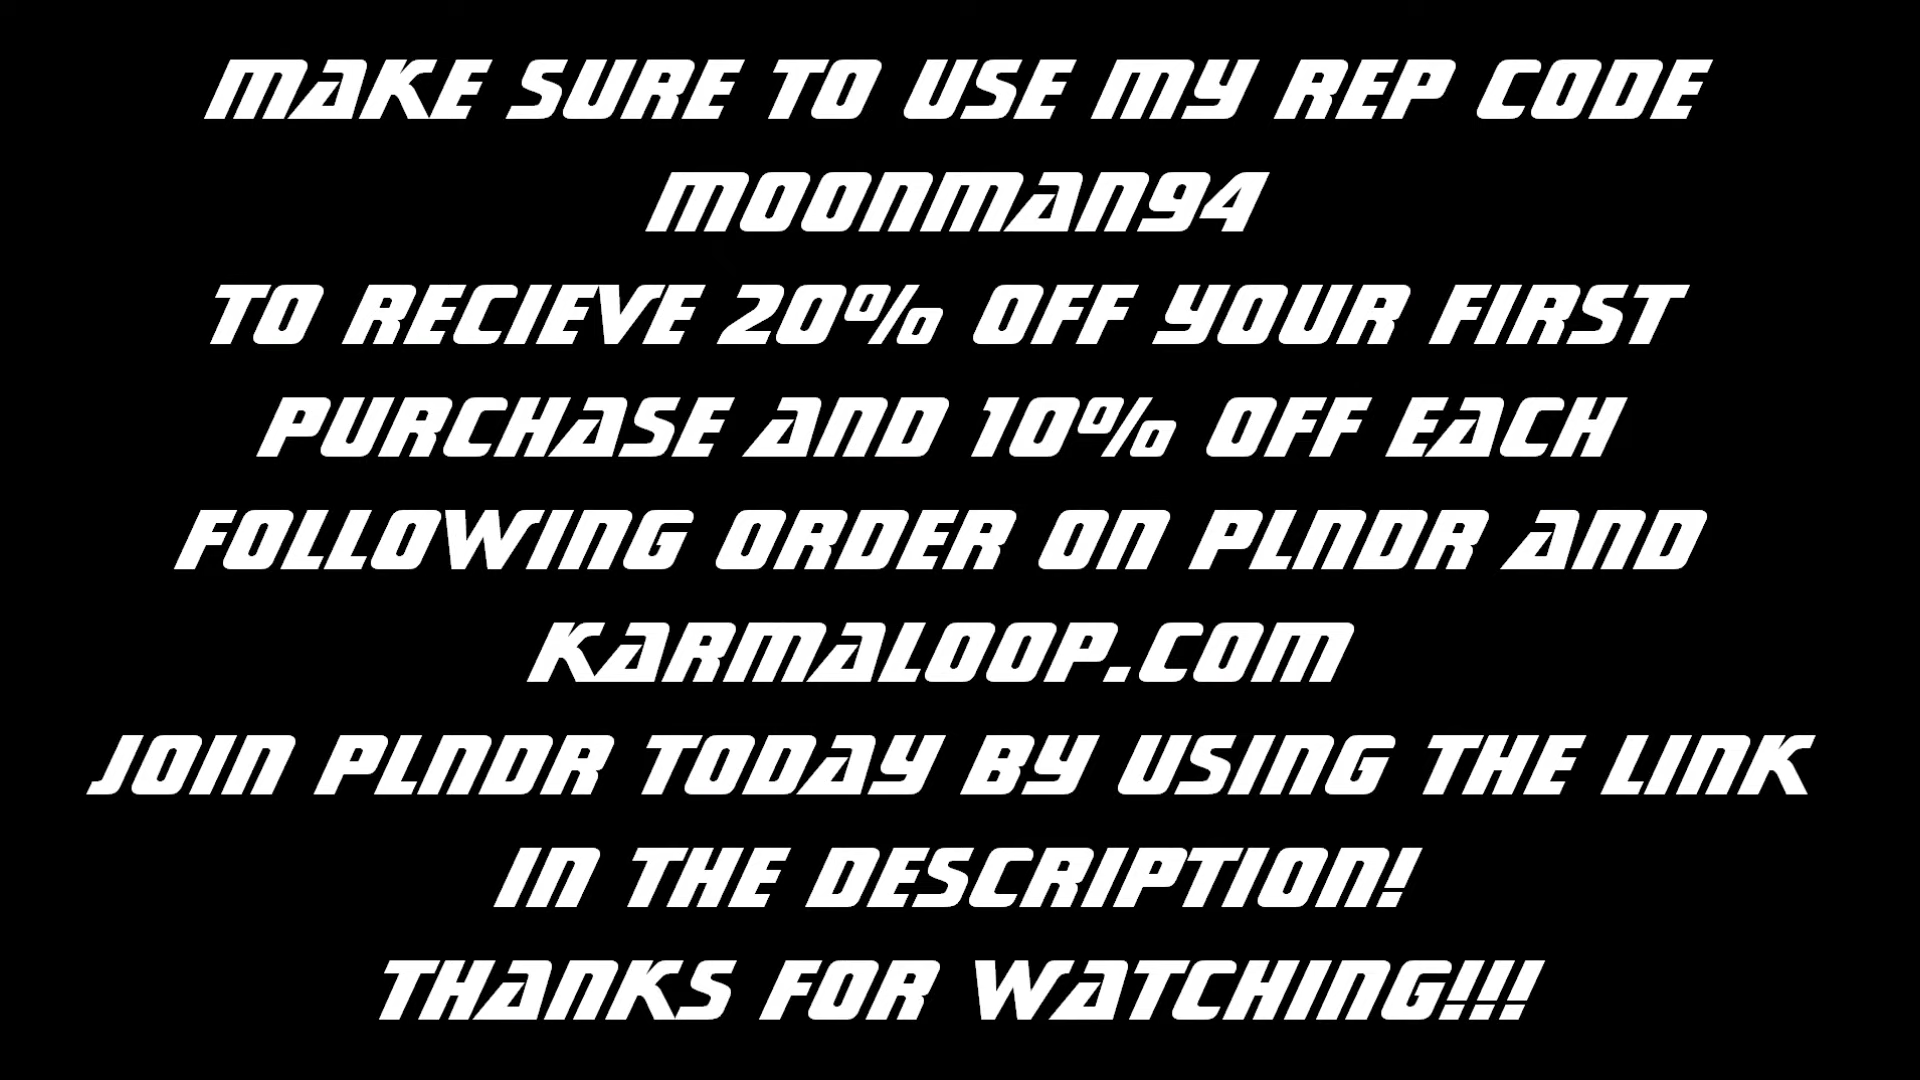 MAKE SURE TO USE MY REP CODE
MOONMAN94
TO RECIEVE 20% OFF YOUR FIRST
PURCHASE AND 10% OFF EACH
FOLLOWING ORDER ON PLNDR AND
KARMALOOP.COM
JOIN PLNDR TODAY BY USING THE LINK
IN THE DESCRIPTION!
THANKS FOR WATCHING!!!